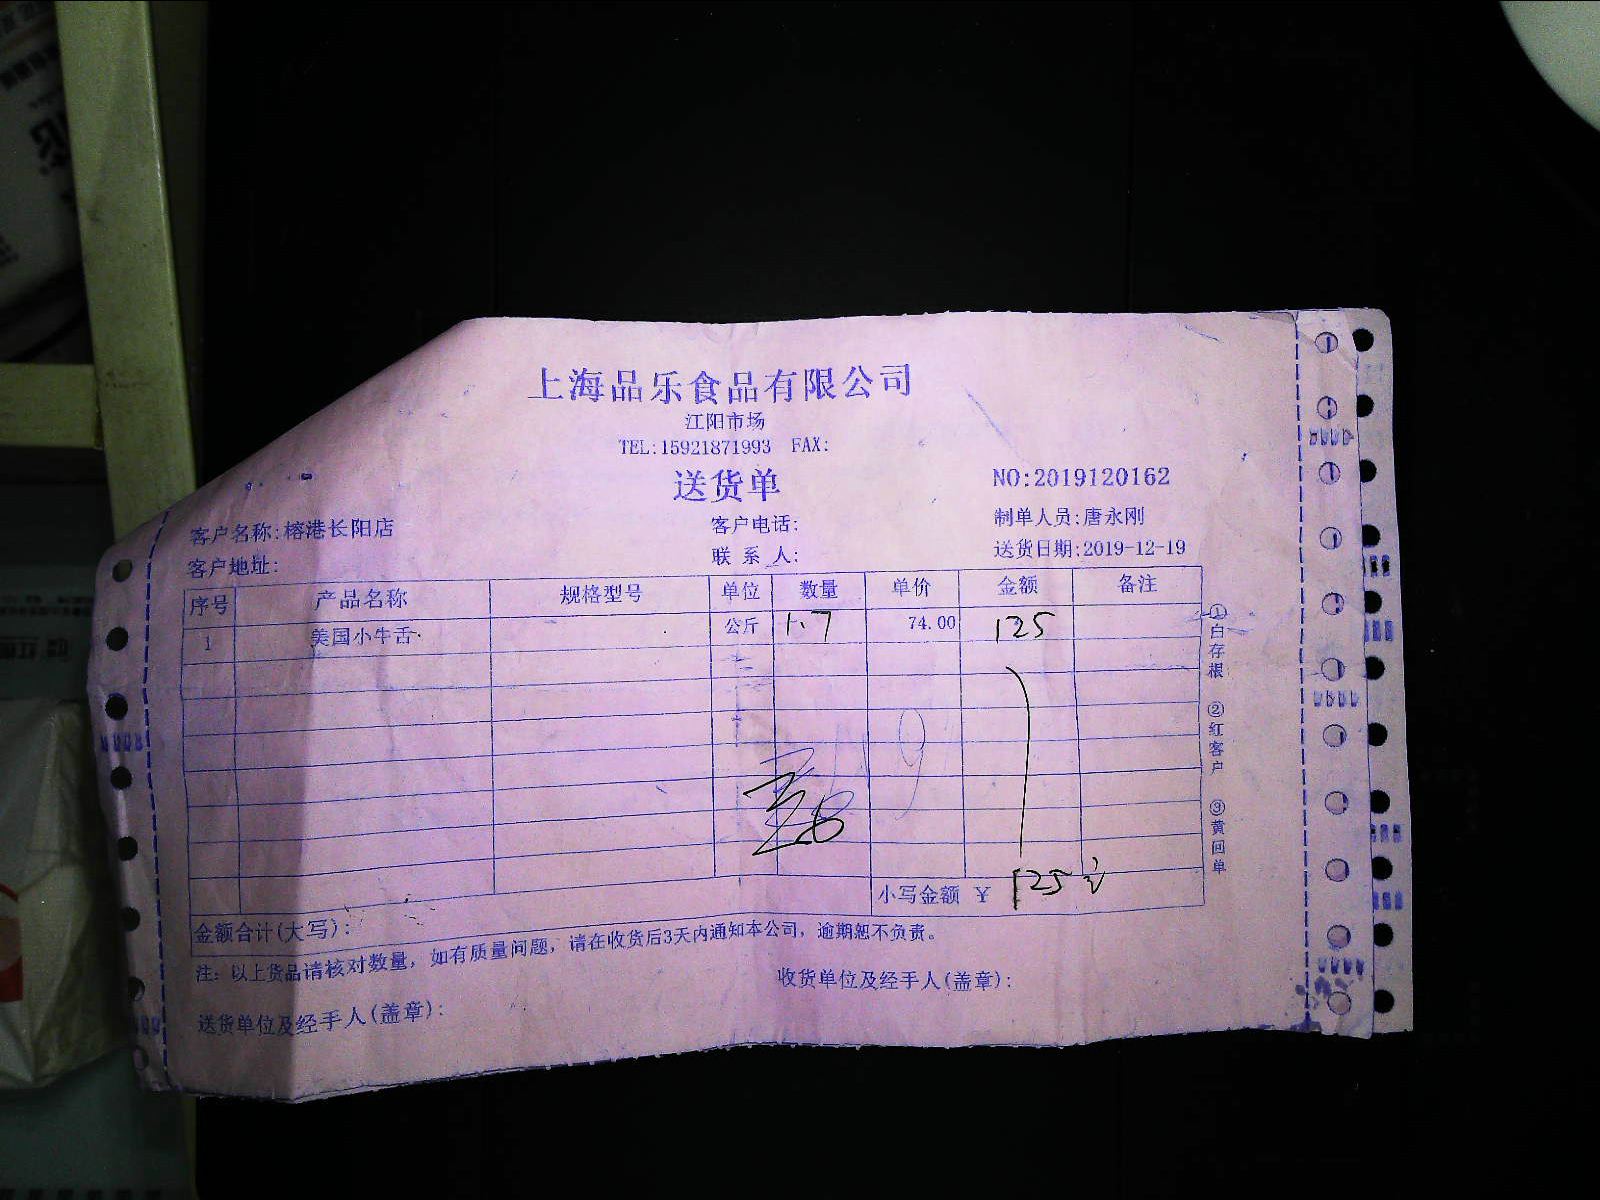 上海品乐食品有限公司
江阳市场
TEL:15921871993 FAX:
送货单
NO:2019120162
客户名称:榕港长阳店 客户电话: 制单人员:唐永刚
客户地址: 联系人: 送货日期:2019-12-19
序号 产品名称 规格型号 单位 数量 单价 金额 备注
1 美国小牛舌 公斤 1.7 74.00 125
小写金额 ¥ 125
金额合计(大写):
注: 以上货品请核对数量, 如有质量问题, 请在收货后3天内通知本公司, 逾期恕不负责。
送货单位及经手人(盖章): 收货单位及经手人(盖章):
①白存根 ②红客户 ③黄回单